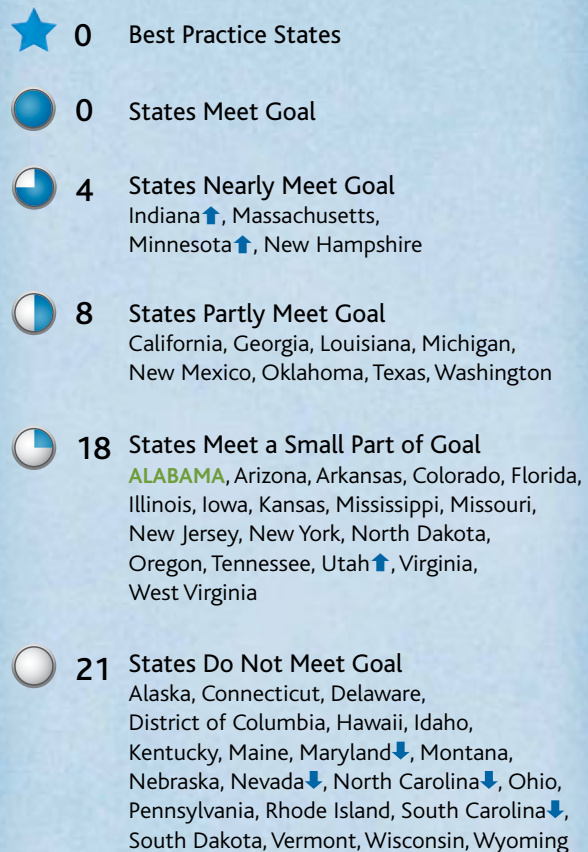 0 Best Practice States
0 States Meet Goal
4 States Nearly Meet Goal
Indiana⬆, Massachusetts,
Minnesota⬆, New Hampshire
8 States Partly Meet Goal
California, Georgia, Louisiana, Michigan,
New Mexico, Oklahoma, Texas, Washington
18 States Meet a Small Part of Goal
ALABAMA, Arizona, Arkansas, Colorado, Florida,
Illinois, Iowa, Kansas, Mississippi, Missouri,
New Jersey, New York, North Dakota,
Oregon, Tennessee, Utah⬆, Virginia,
West Virginia
21 States Do Not Meet Goal
Alaska, Connecticut, Delaware,
District of Columbia, Hawaii, Idaho,
Kentucky, Maine, Maryland⬇, Montana,
Nebraska, Nevada⬇, North Carolina⬇, Ohio,
Pennsylvania, Rhode Island, South Carolina⬇,
South Dakota, Vermont, Wisconsin, Wyoming